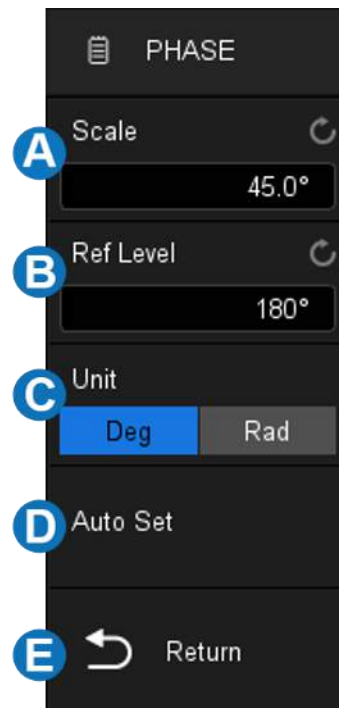 PHASE
A
Scale
45.0°
B
Ref Level
180°
C
Unit
Deg Rad
D
Auto Set
E
Return